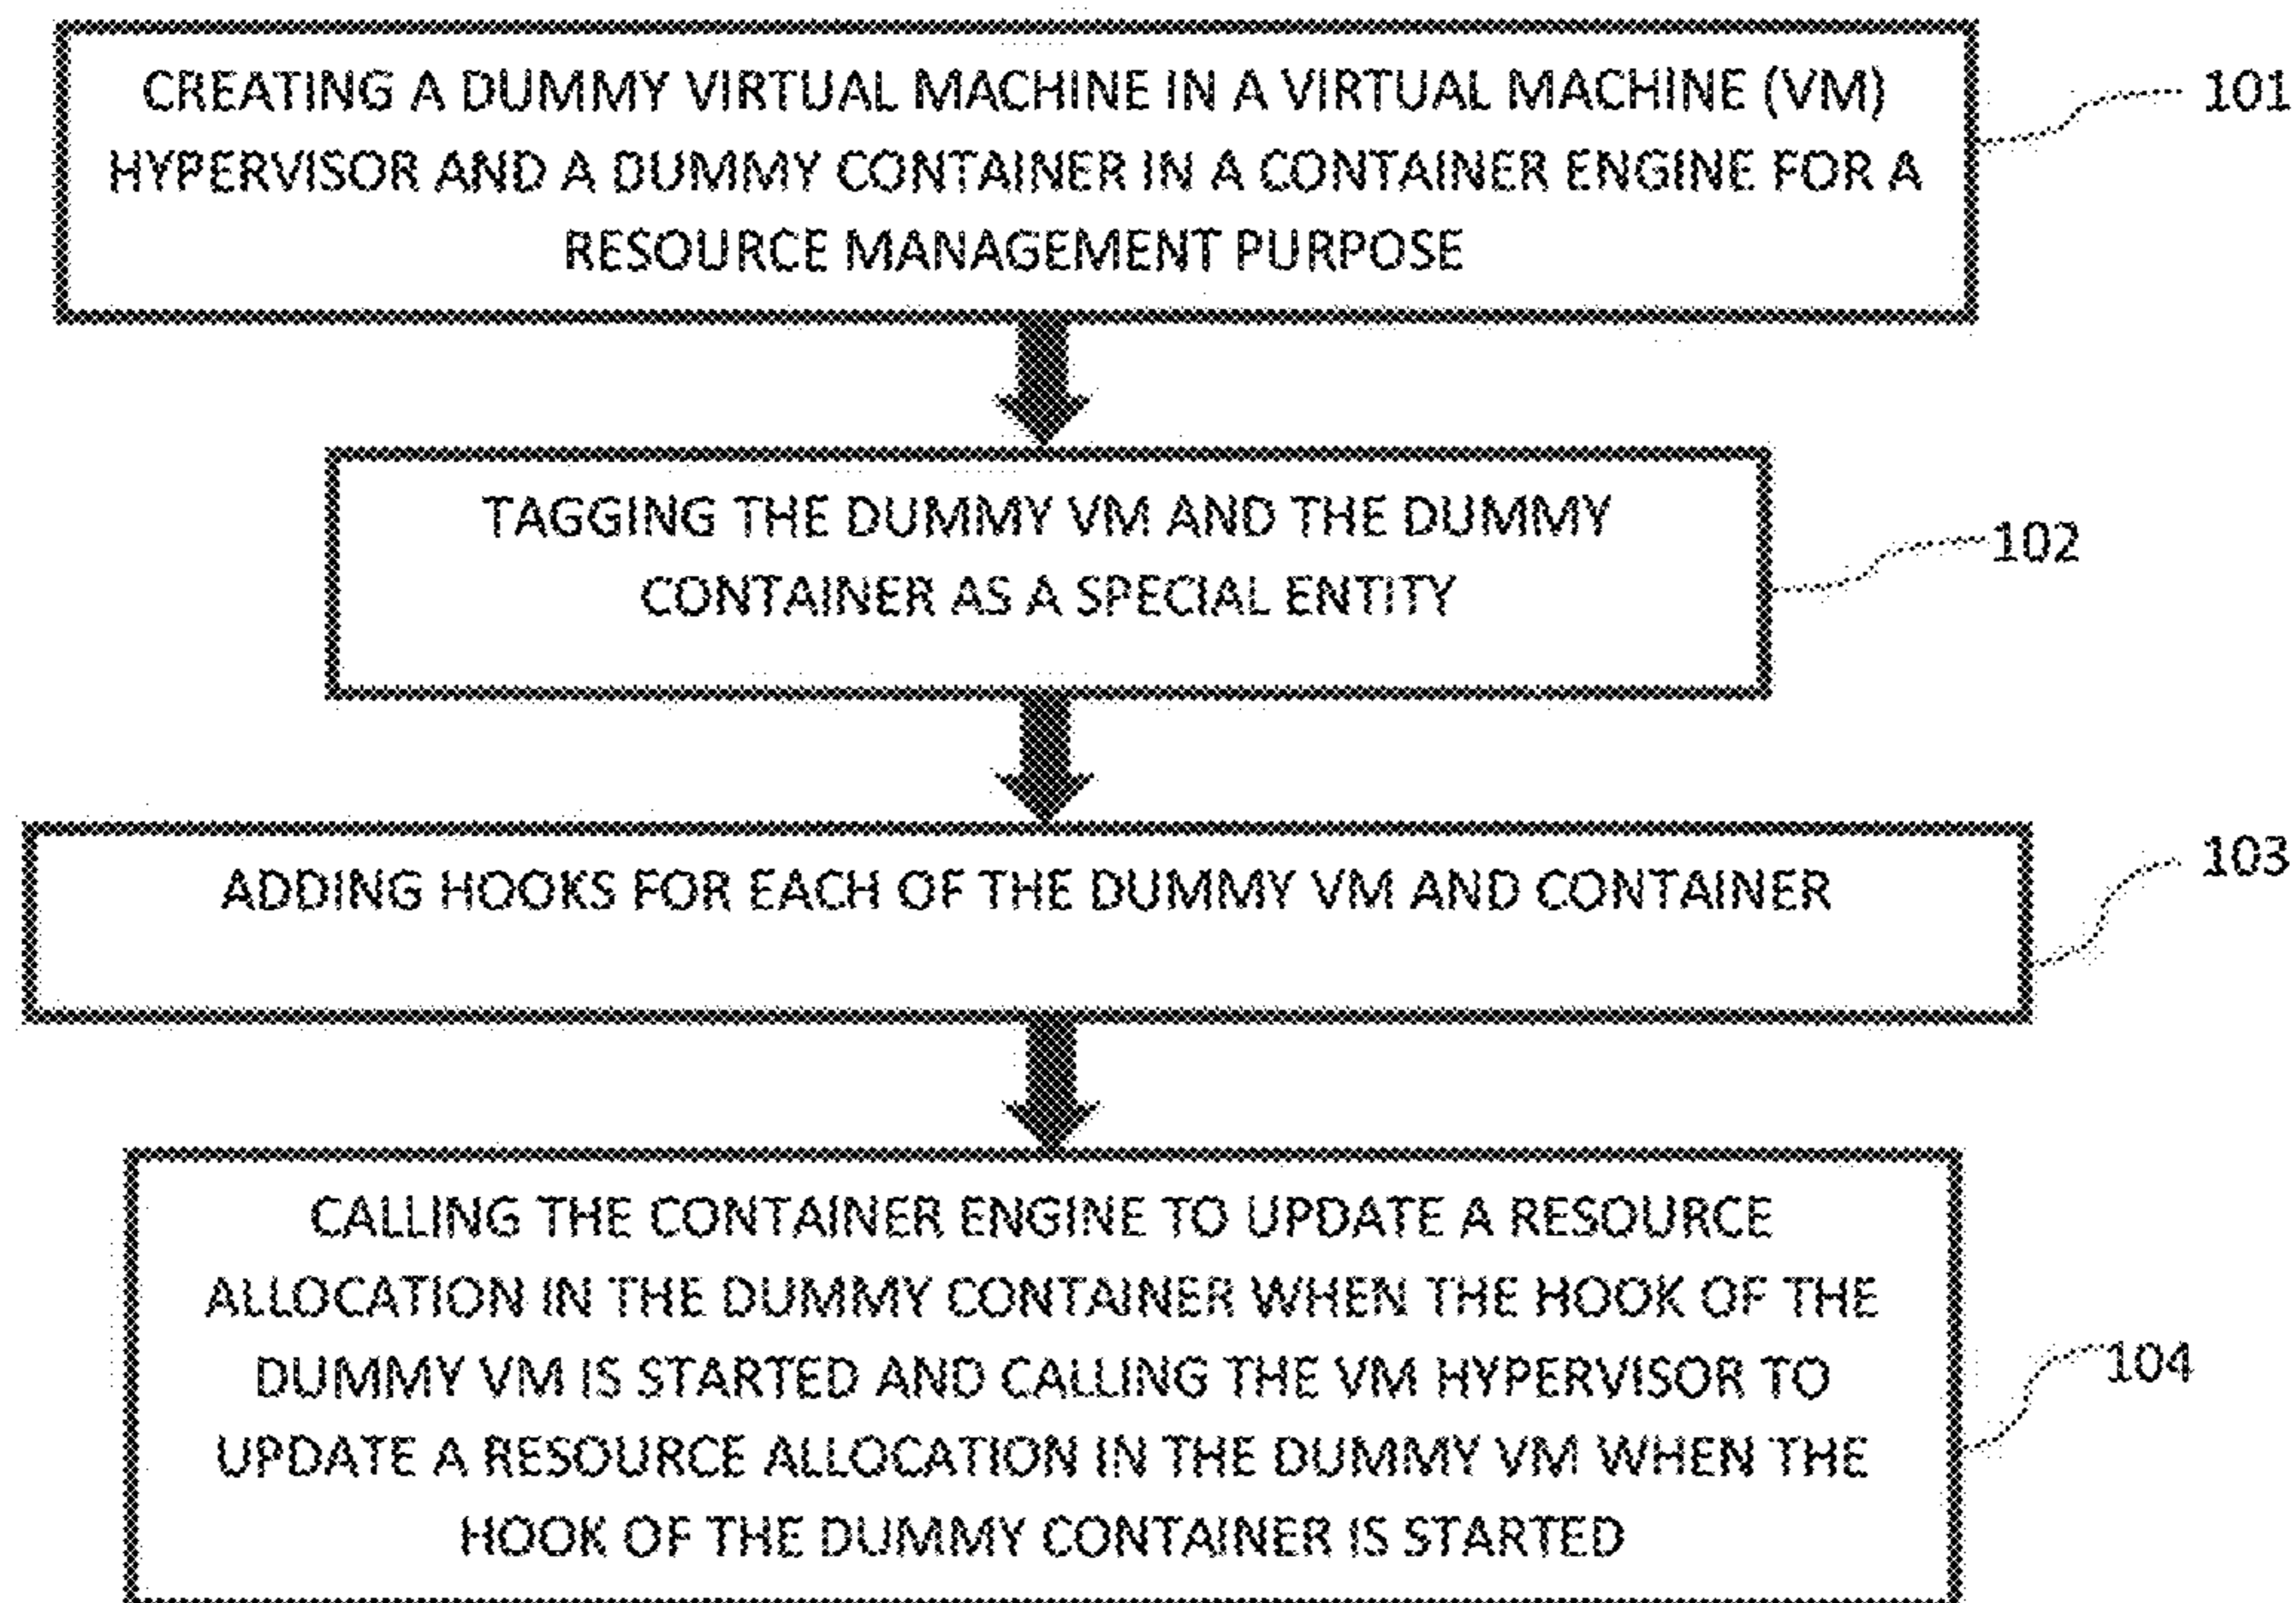 CREATING A DUMMY VIRTUAL MACHINE IN A VIRTUAL MACHINE (VM)
HYPERVISOR AND A DUMMY CONTAINER IN A CONTAINER ENGINE FOR A
RESOURCE MANAGEMENT PURPOSE
101
TAGGING THE DUMMY VM AND THE DUMMY
CONTAINER AS A SPECIAL ENTITY
102
ADDING HOOKS FOR EACH OF THE DUMMY VM AND CONTAINER
103
CALLING THE CONTAINER ENGINE TO UPDATE A RESOURCE
ALLOCATION IN THE DUMMY CONTAINER WHEN THE HOOK OF THE
DUMMY VM IS STARTED AND CALLING THE VM HYPERVISOR TO
UPDATE A RESOURCE ALLOCATION IN THE DUMMY VM WHEN THE
HOOK OF THE DUMMY CONTAINER IS STARTED
104